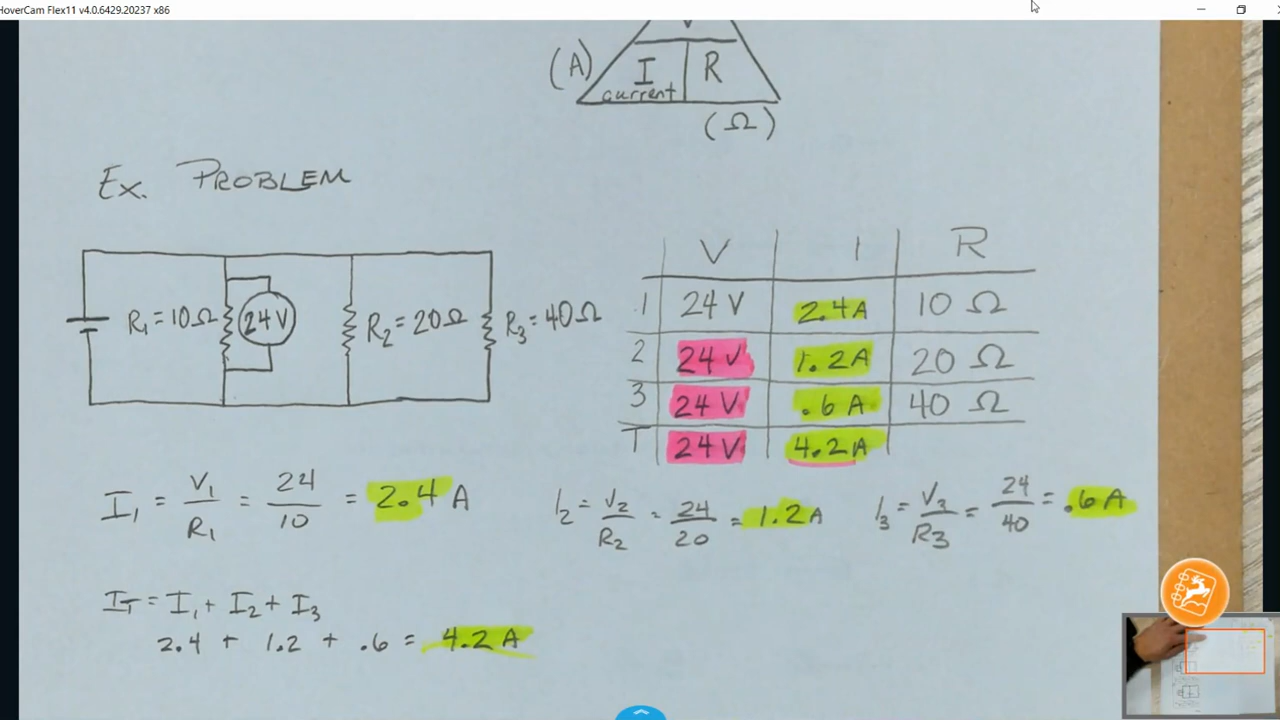 HoverCam Flex11 v4.0.6429.20237 x86
V
(A) I R
current
(Ω)
Ex. PROBLEM
R1 = 10Ω 24V R2 = 20Ω R3 = 40Ω
V I R
1 24 V 2.4A 10 Ω
2 24 V 1.2A 20 Ω
3 24 V .6 A 40 Ω
T 24 V 4.2A
I1 = V1/R1 = 24/10 = 2.4 A
I2 = V2/R2 = 24/20 = 1.2 A
I3 = V3/R3 = 24/40 = .6 A
IT = I1 + I2 + I3
2.4 + 1.2 + .6 = 4.2 A